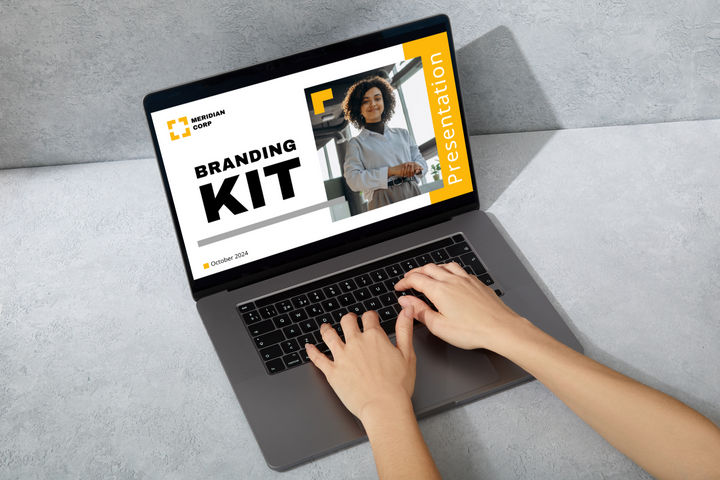 MERIDIAN
CORP
BRANDING
KIT
October 2024
Presentation